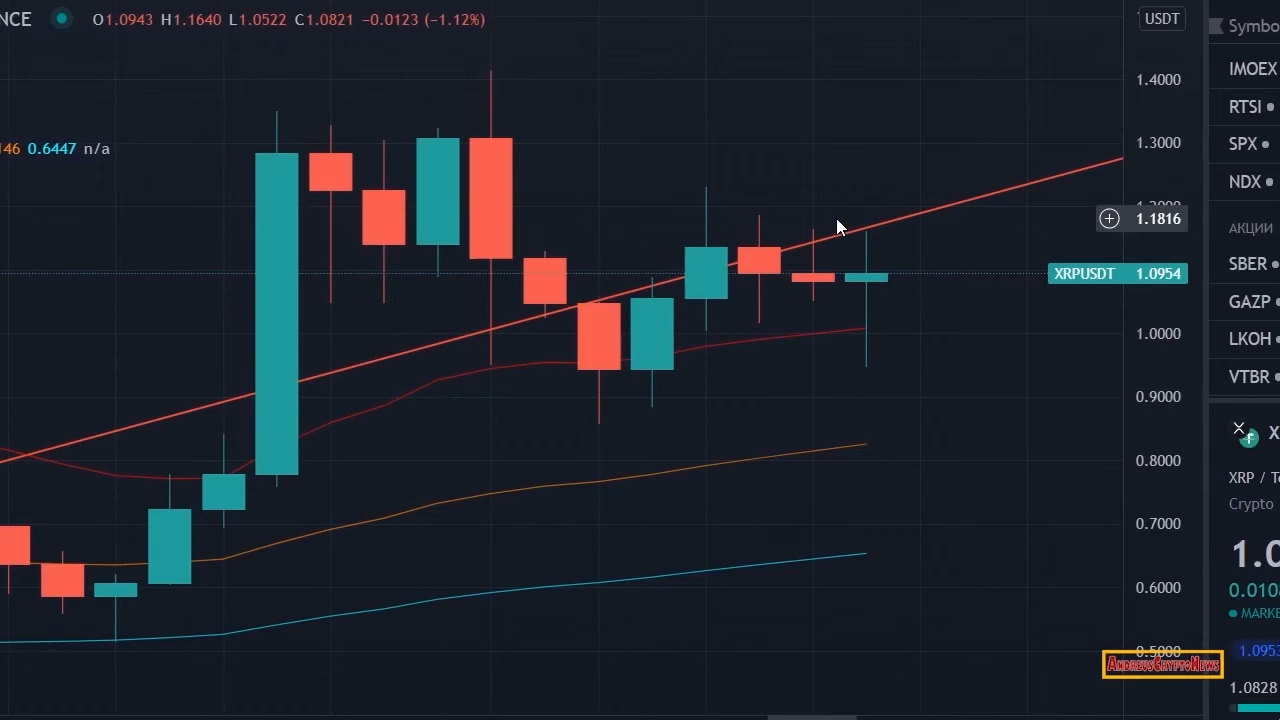 NCE O1.0943 H1.1640 L1.0522 C1.0821 −0.0123 (−1.12%)
USDT
Symbo
1.4000
IMOEX
RTSI
46 0.6447 n/a
1.3000
SPX
NDX
1.1816
АКЦИИ
XRPUSDT 1.0954
SBER
GAZP
1.0000
LKOH
VTBR
0.9000
X
0.8000
XRP / Te
Crypto
0.7000
1.0
0.6000
0.010
MARKE
0.5000
1.0953
AndreysCryptoNews
1.0828